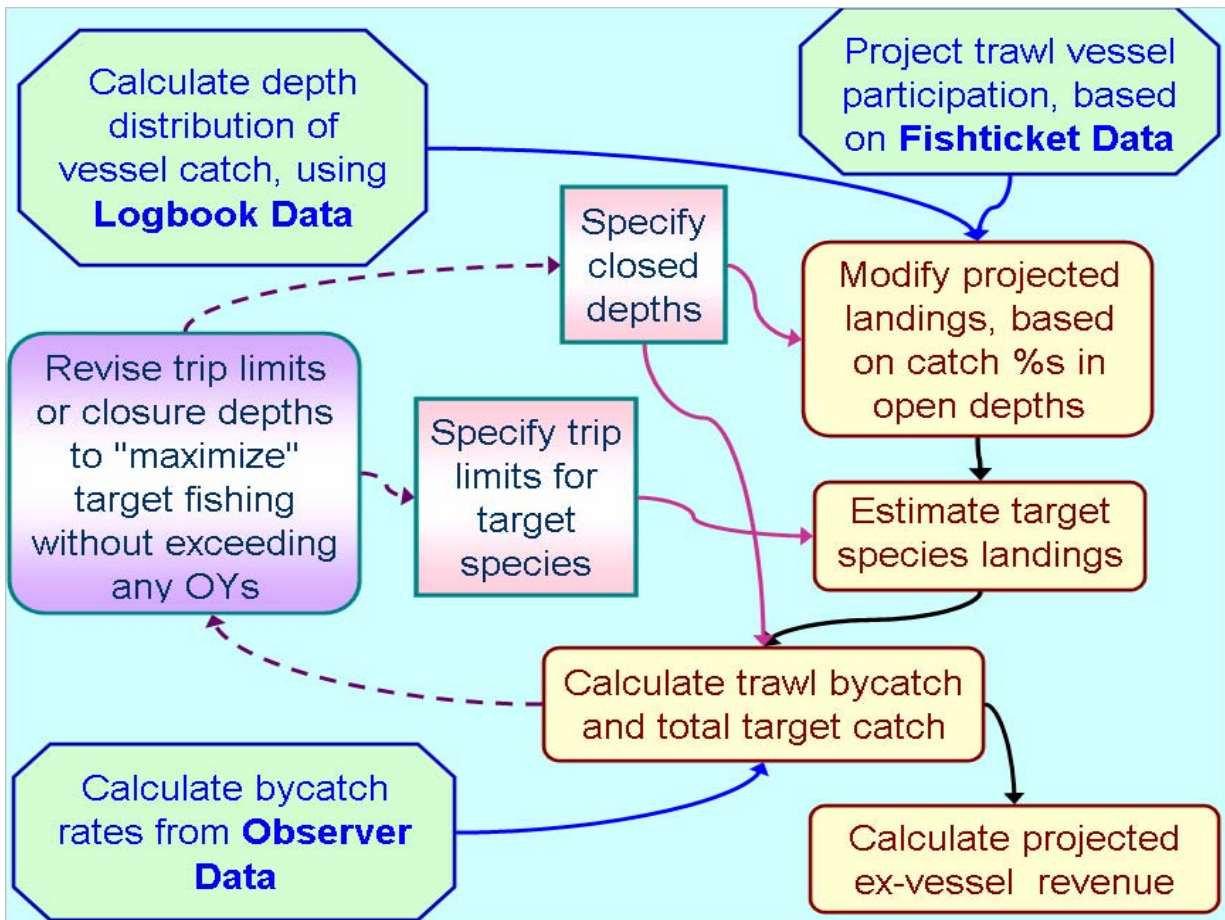 Calculate depth
distribution of
vessel catch, using
Logbook Data
Project trawl vessel
participation, based
on Fishticket Data
Specify
closed
depths
Modify projected
landings, based
on catch %s in
open depths
Revise trip limits
or closure depths
to "maximize"
target fishing
without exceeding
any OYs
Specify trip
limits for
target
species
Estimate target
species landings
Calculate trawl bycatch
and total target catch
Calculate bycatch
rates from Observer
Data
Calculate projected
ex-vessel revenue